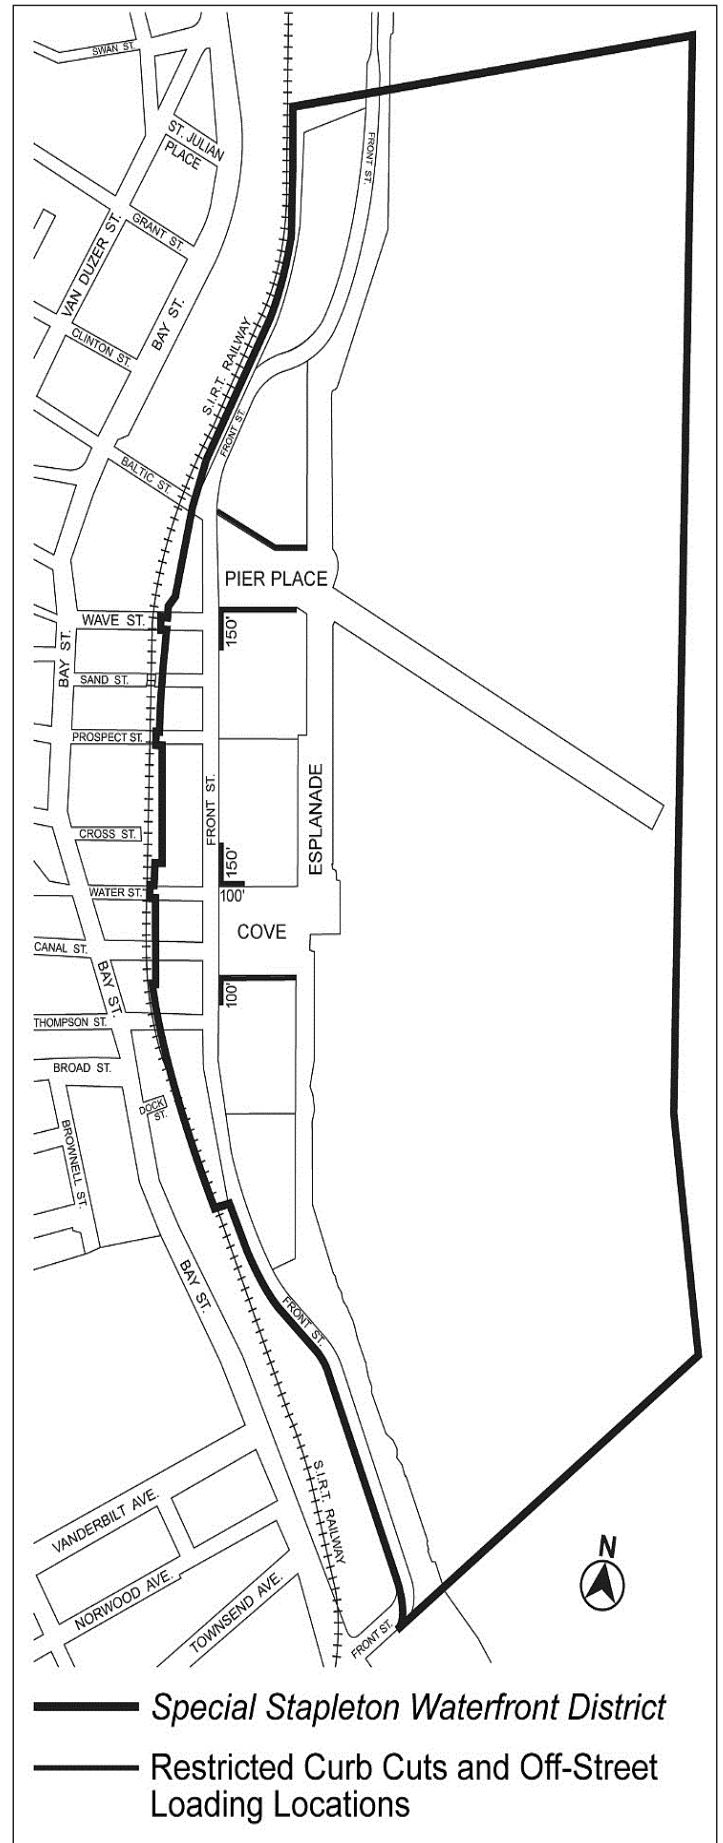 SWAN ST.
ST. JULIAN
PLACE
FRONT ST.
GRANT ST.
VAN DUZER ST.
BAY ST.
CLINTON ST.
S.I.R.T. RAILWAY
FRONT ST.
BALTIC ST.
PIER PLACE
WAVE ST.
150'
BAY ST.
SAND ST.
PROSPECT ST.
FRONT ST.
ESPLANADE
CROSS ST.
150'
WATER ST.
100'
COVE
CANAL ST.
BAY ST.
100'
THOMPSON ST.
BROAD ST.
DOCK
ST.
BROWNELL ST.
BAY ST.
FRONT ST.
S.I.R.T. RAILWAY
VANDERBILT AVE.
N
NORWOOD AVE.
TOWNSEND AVE.
FRONT ST.
Special Stapleton Waterfront District
Restricted Curb Cuts and Off-Street
Loading Locations